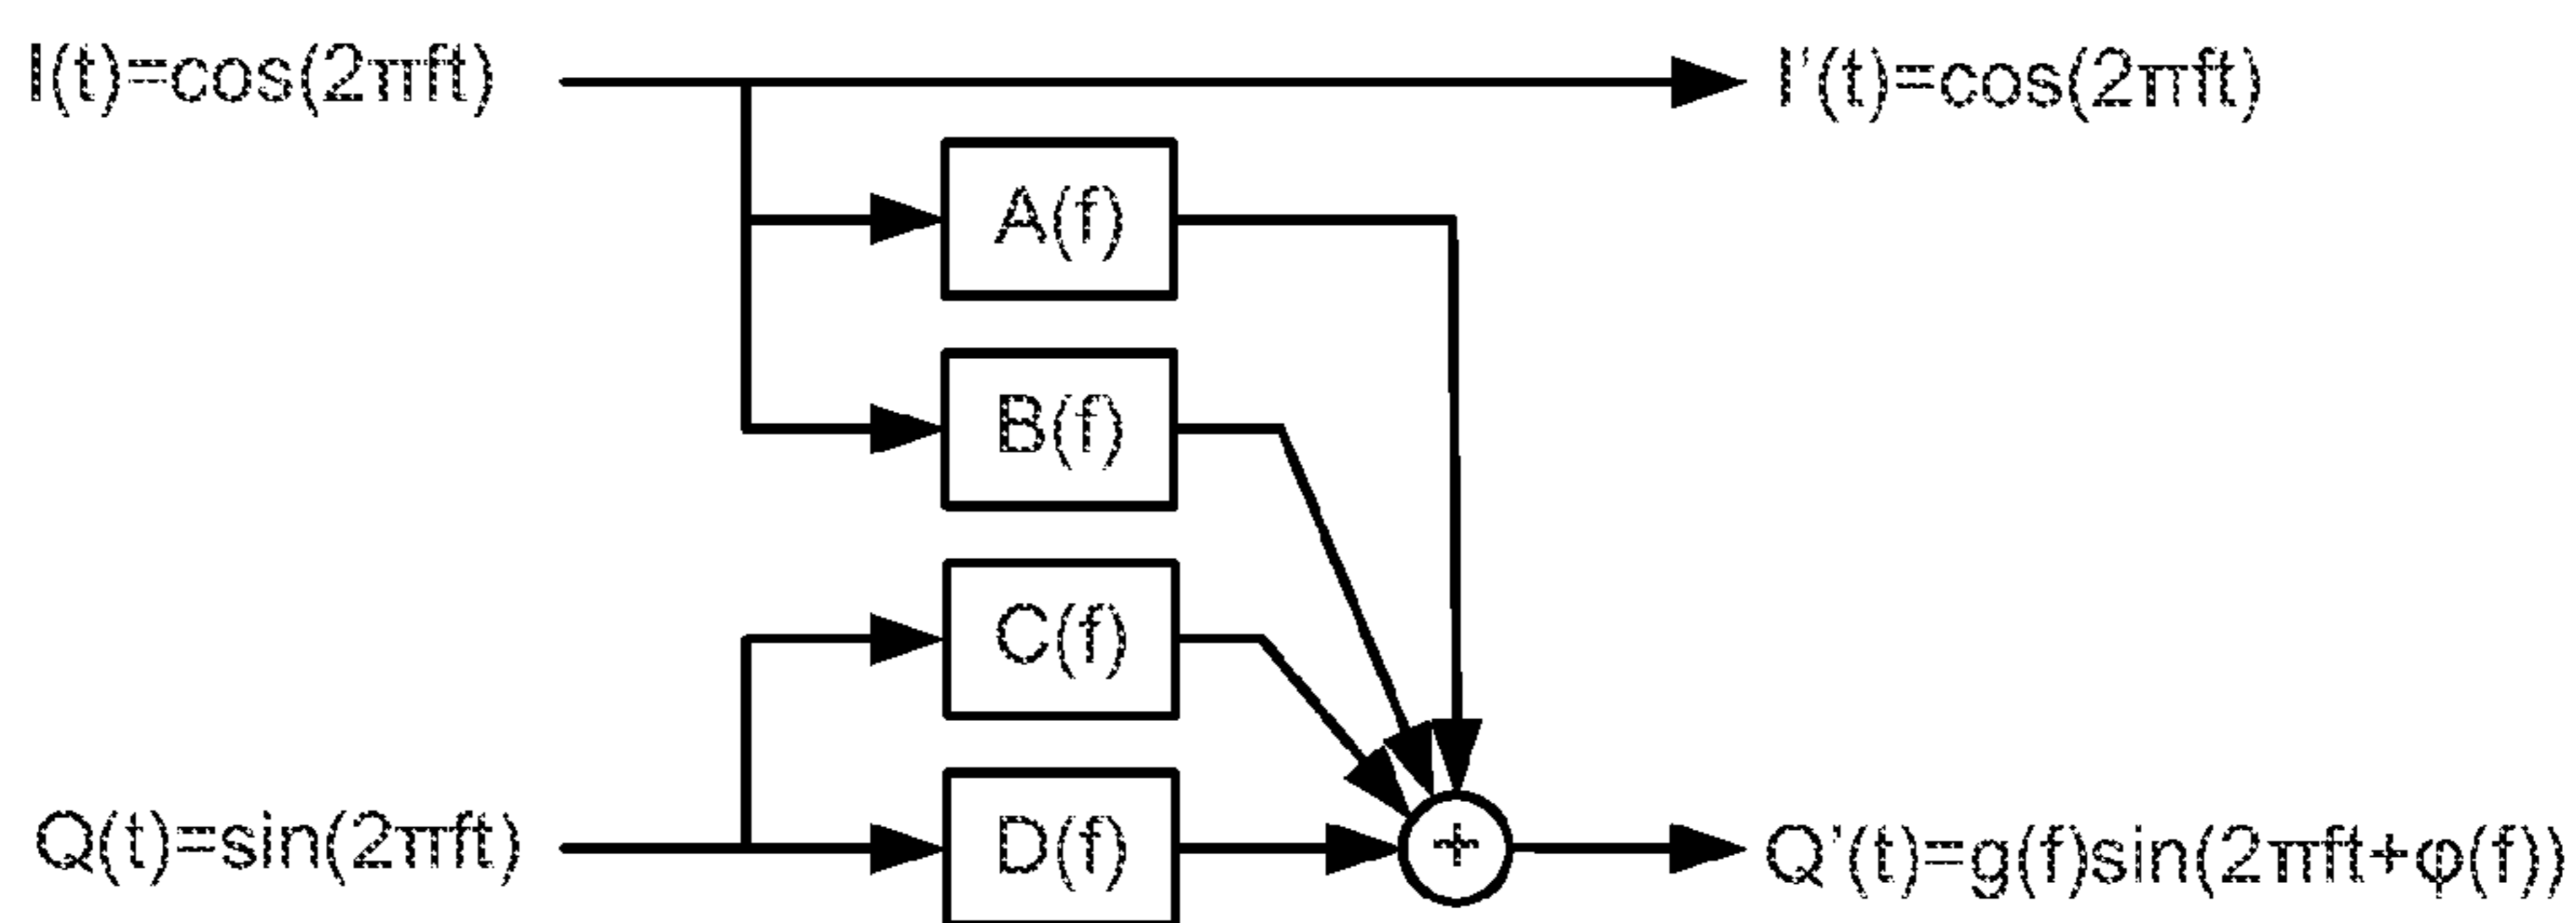 I(t)=cos(2πft)
I'(t)=cos(2πft)
A(f)
B(f)
C(f)
D(f)
+
Q(t)=sin(2πft)
Q'(t)=g(f)sin(2πft+φ(f))